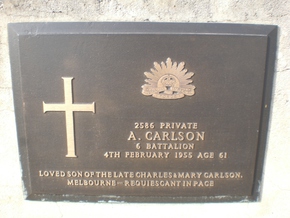 2586 PRIVATE
A. CARLSON
6 BATTALION
4TH FEBRUARY 1955 AGE 61
LOVED SON OF THE LATE CHARLES & MARY CARLSON,
MELBOURNE — REQUIESCANT IN PACE